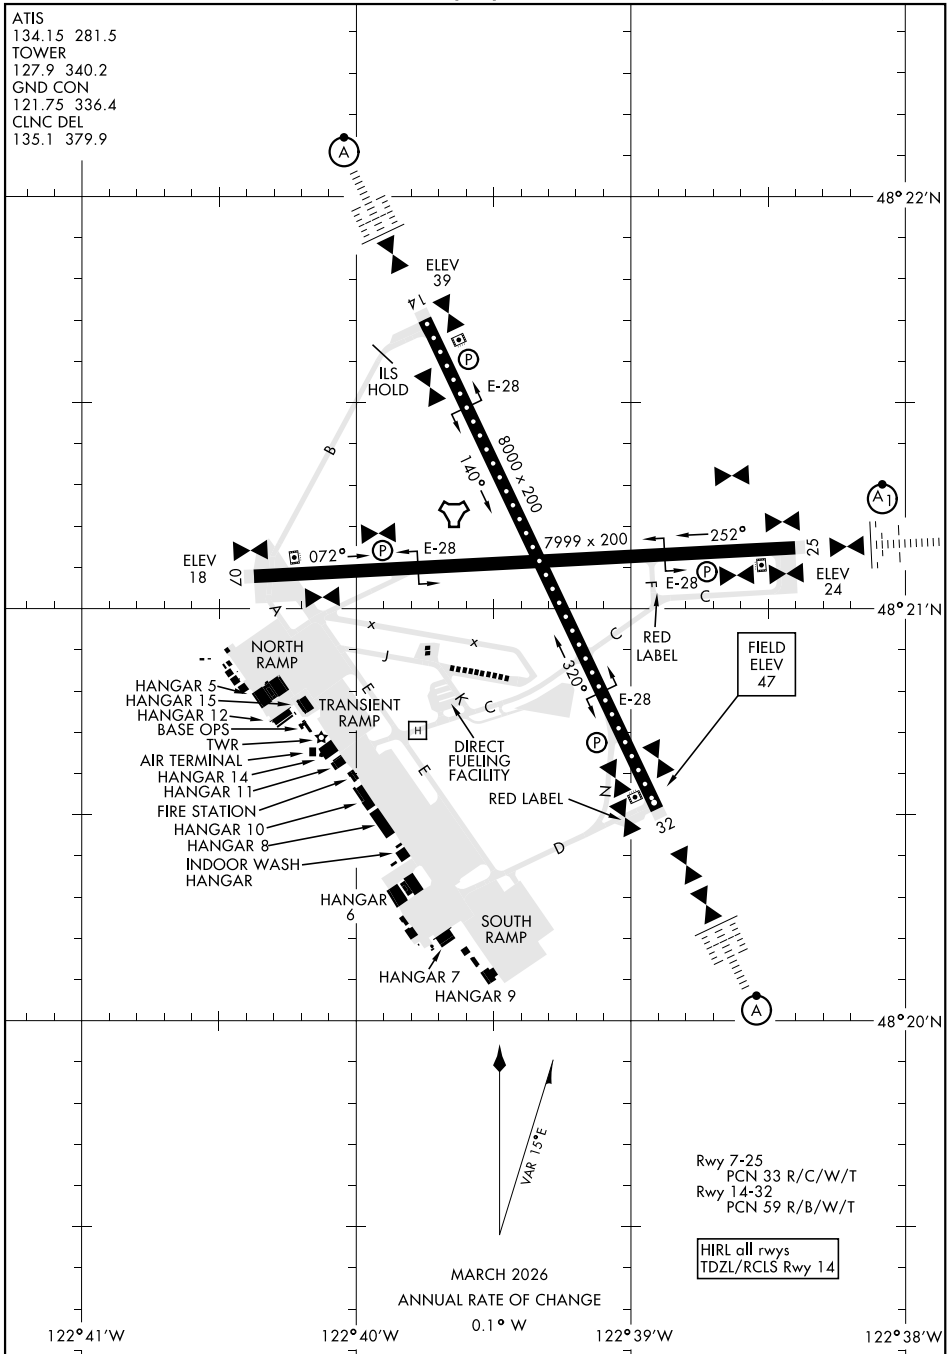 ATIS
134.15 281.5
TOWER
127.9 340.2
GND CON
121.75 336.4
CLNC DEL
135.1 379.9
A
48°22'N
ELEV
39
14
P
ILS
HOLD
E-28
B
8000 x 200
140°
A1
7999 x 200
252°
25
ELEV
18
07
072°
P
E-28
E-28
P
ELEV
24
F
C
48°21'N
A
x
x
J
C
RED
LABEL
NORTH
RAMP
FIELD
ELEV
47
320°
E-28
E
K
C
HANGAR 5
HANGAR 15
HANGAR 12
BASE OPS
TWR
AIR TERMINAL
HANGAR 14
HANGAR 11
FIRE STATION
HANGAR 10
HANGAR 8
INDOOR WASH
HANGAR
TRANSIENT
RAMP
H
E
DIRECT
FUELING
FACILITY
P
RED LABEL
N
32
D
HANGAR
6
SOUTH
RAMP
HANGAR 7
HANGAR 9
A
48°20'N
VAR 15°E
Rwy 7-25
PCN 33 R/C/W/T
Rwy 14-32
PCN 59 R/B/W/T
HIRL all rwys
TDZL/RCLS Rwy 14
MARCH 2026
ANNUAL RATE OF CHANGE
0.1° W
122°41'W
122°40'W
122°39'W
122°38'W